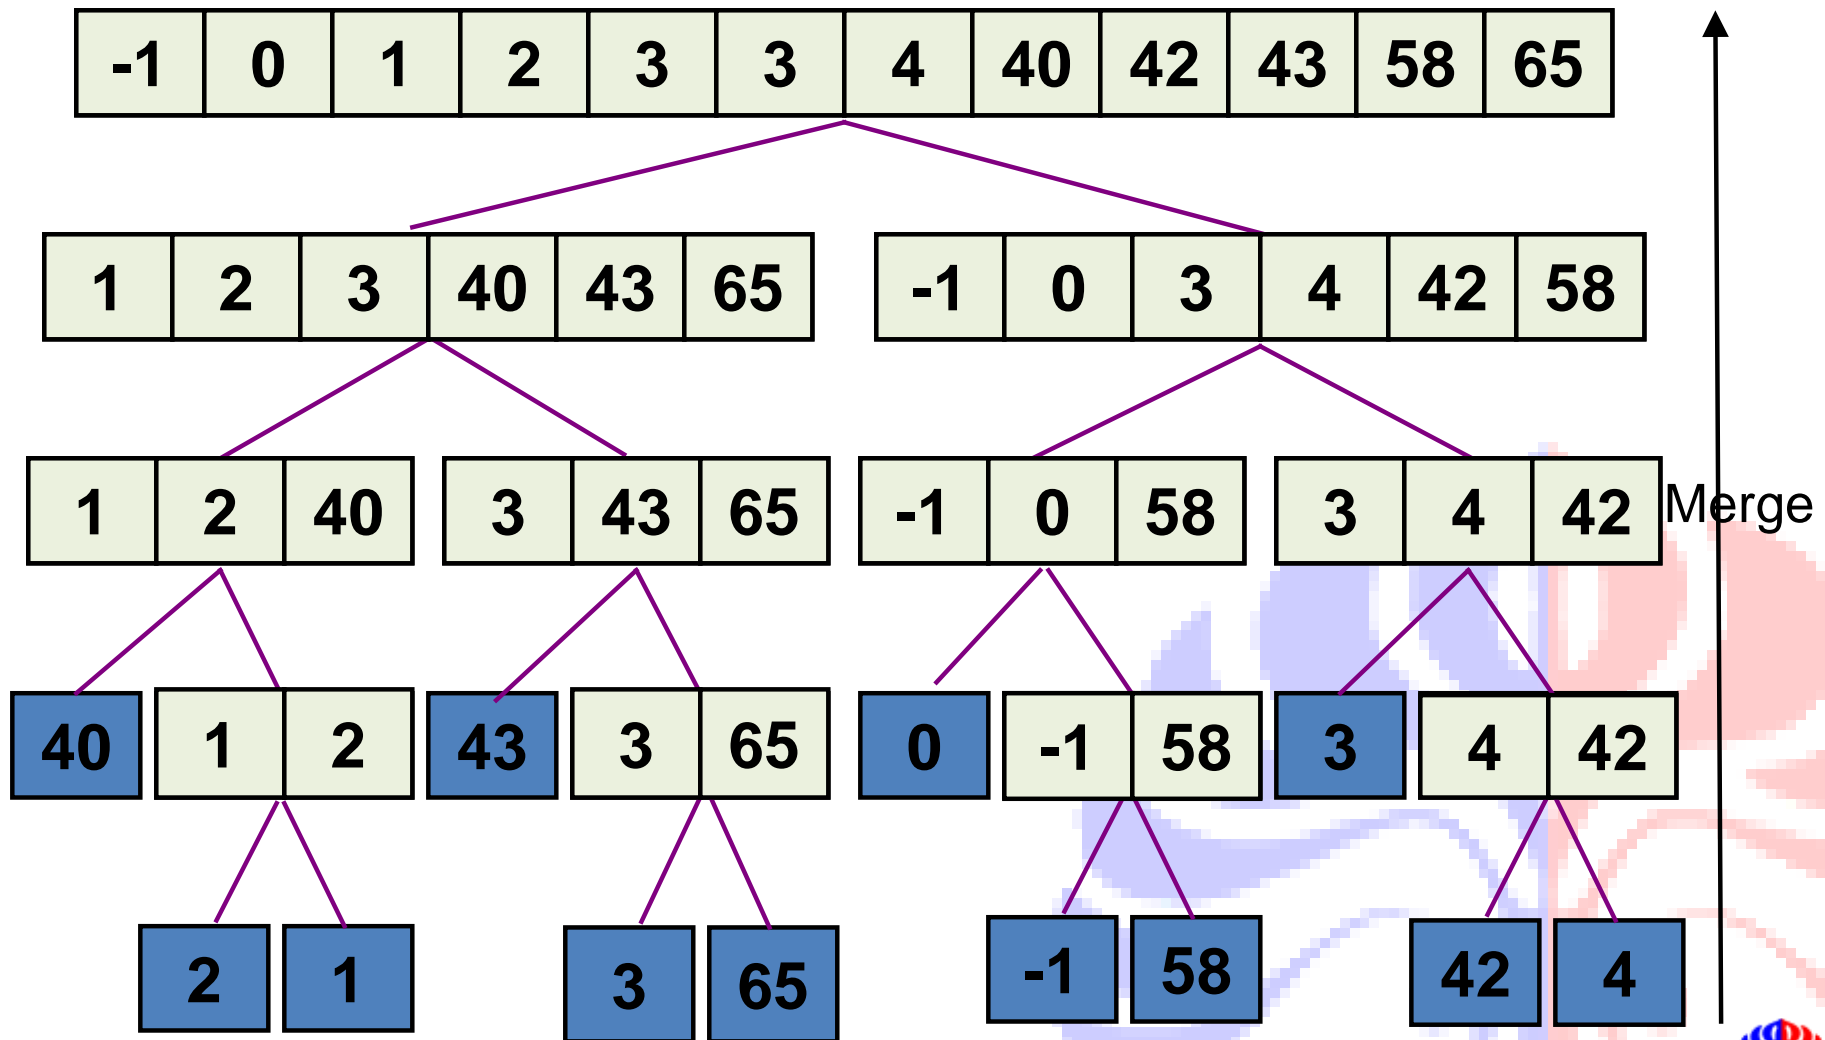 -1 0 1 2 3 3 4 40 42 43 58 65
1 2 3 40 43 65 -1 0 3 4 42 58
1 2 40 3 43 65 -1 0 58 3 4 42 Merge
40 1 2 43 3 65 0 -1 58 3 4 42
2 1 3 65 -1 58 42 4